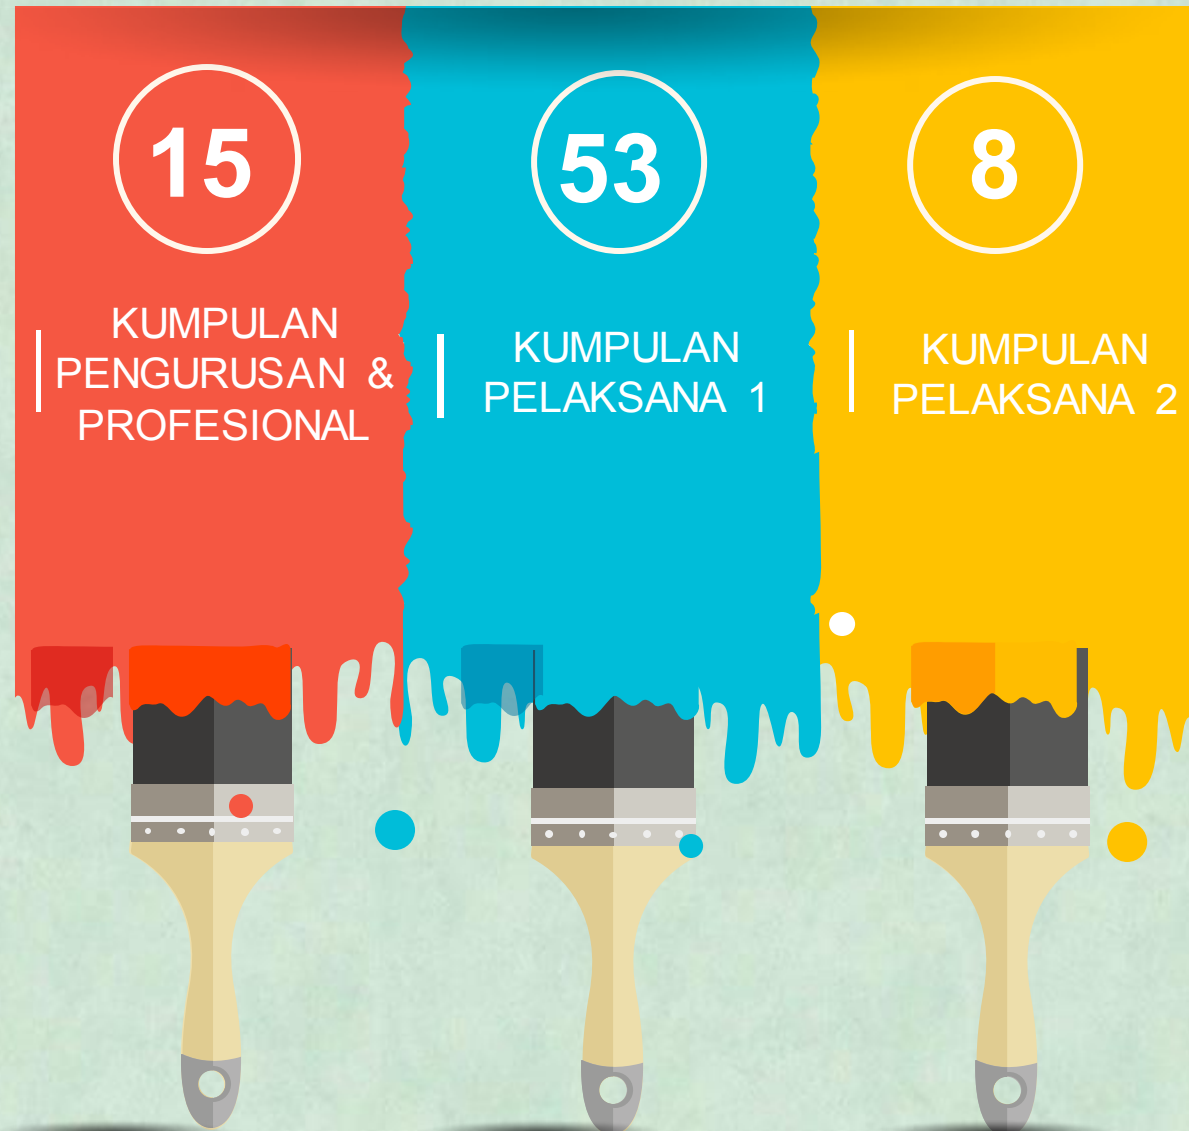 15
KUMPULAN
PENGURUSAN &
PROFESIONAL
53
KUMPULAN
PELAKSANA 1
8
KUMPULAN
PELAKSANA 2